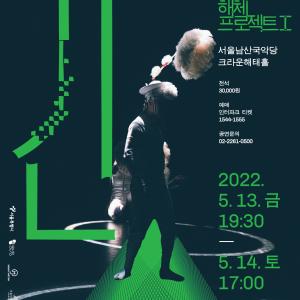 해체
프로젝트 I
서울남산국악당
크라운해태홀
전석
30,000원
예매
인터파크 티켓
1544-1555
공연문의
02-2261-0500
2022.
5. 13. 금
19:30
5. 14. 토
17:00